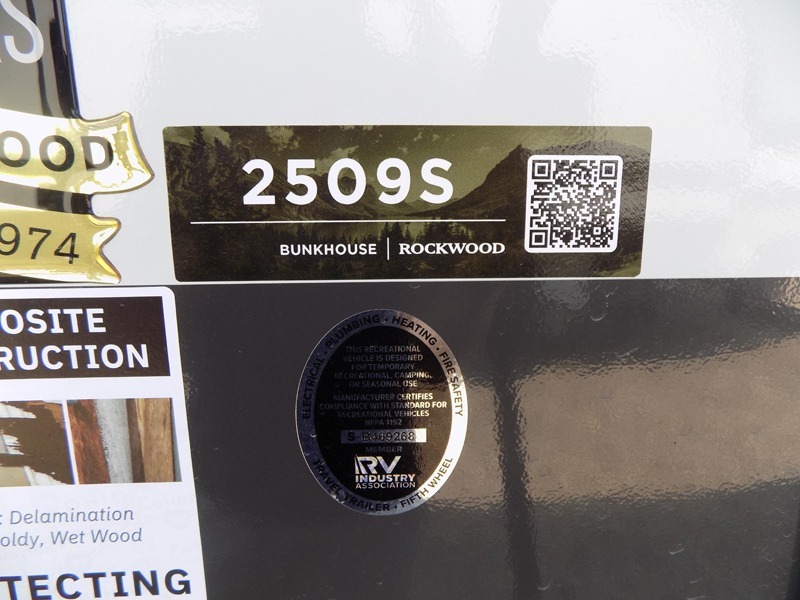 S
OOD
974
2509S
BUNKHOUSE | ROCKWOOD
OSITE
RUCTION
: Delamination
oldy, Wet Wood
TECTING
ELECTRICAL • PLUMBING • HEATING • FIRE SAFETY
THIS RECREATIONAL
VEHICLE IS DESIGNED
FOR TEMPORARY
RECREATIONAL, CAMPING,
OR SEASONAL USE
MANUFACTURER CERTIFIES
COMPLIANCE WITH STANDARD FOR
RECREATIONAL VEHICLES
NFPA 1192
MEMBER
RV
INDUSTRY
ASSOCIATION
TRAVEL TRAILER • FIFTH WHEEL